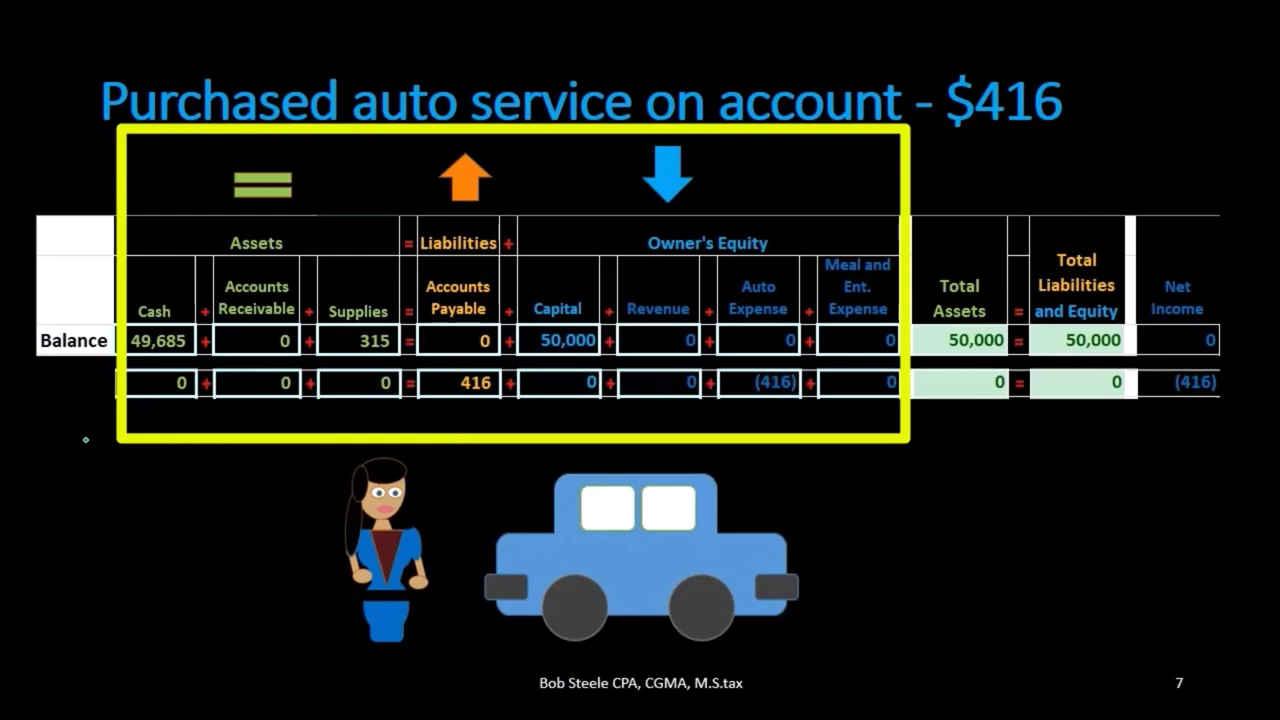 Purchased auto service on account - $416
Assets = Liabilities + Owner's Equity
Cash + Accounts Receivable + Supplies = Accounts Payable + Capital + Revenue + Auto Expense + Meal and Ent. Expense Total Assets = Total Liabilities and Equity Net Income
Balance 49,685 + 0 + 315 = 0 + 50,000 + 0 + 0 + 0 50,000 = 50,000 0
0 + 0 + 0 = 416 + 0 + 0 + (416) + 0 0 = 0 (416)
Bob Steele CPA, CGMA, M.S.tax
7